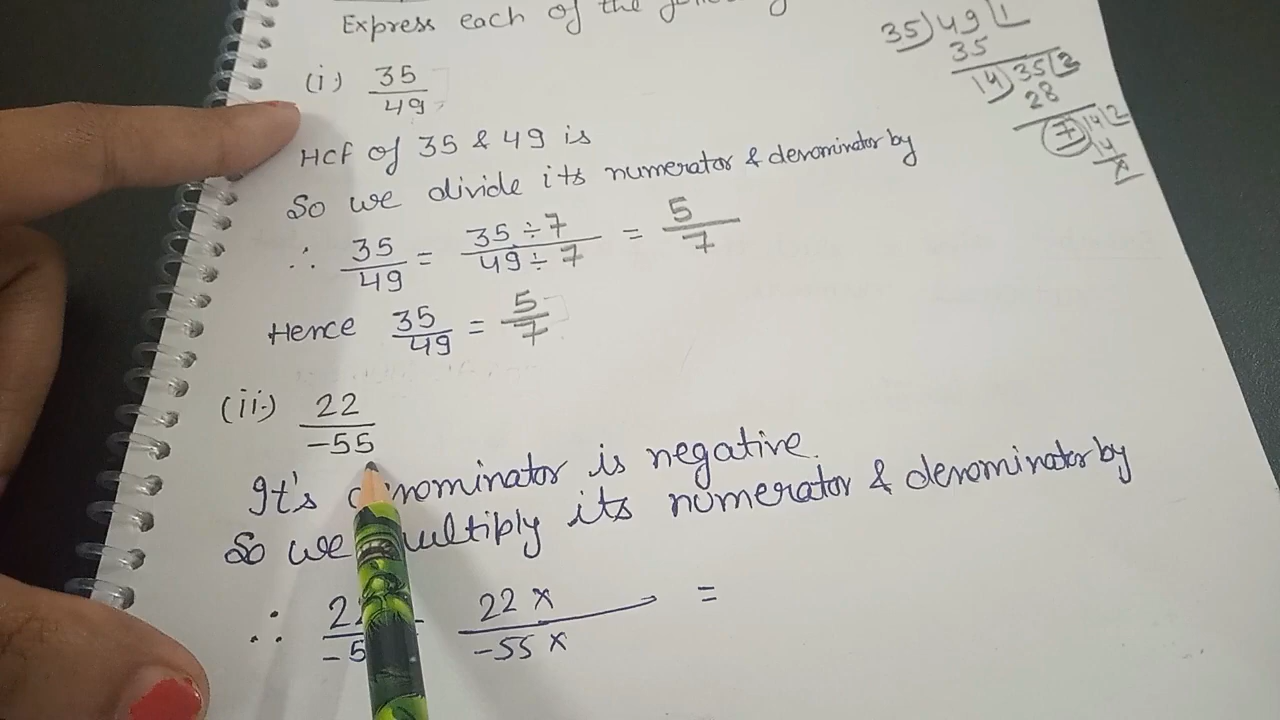 Express each of the
(i) 35/49
HCF of 35 & 49 is
So we divide its numerator & denominator by
∴ 35/49 = 35÷7/49÷7 = 5/7
Hence 35/49 = 5/7
(ii) 22/-55
It's denominator is negative.
So we multiply its numerator & denominator by
∴ 22 × =
-55 ×
35) 49 (1
35
14) 35 (2
28
7) 14 (2
14
×